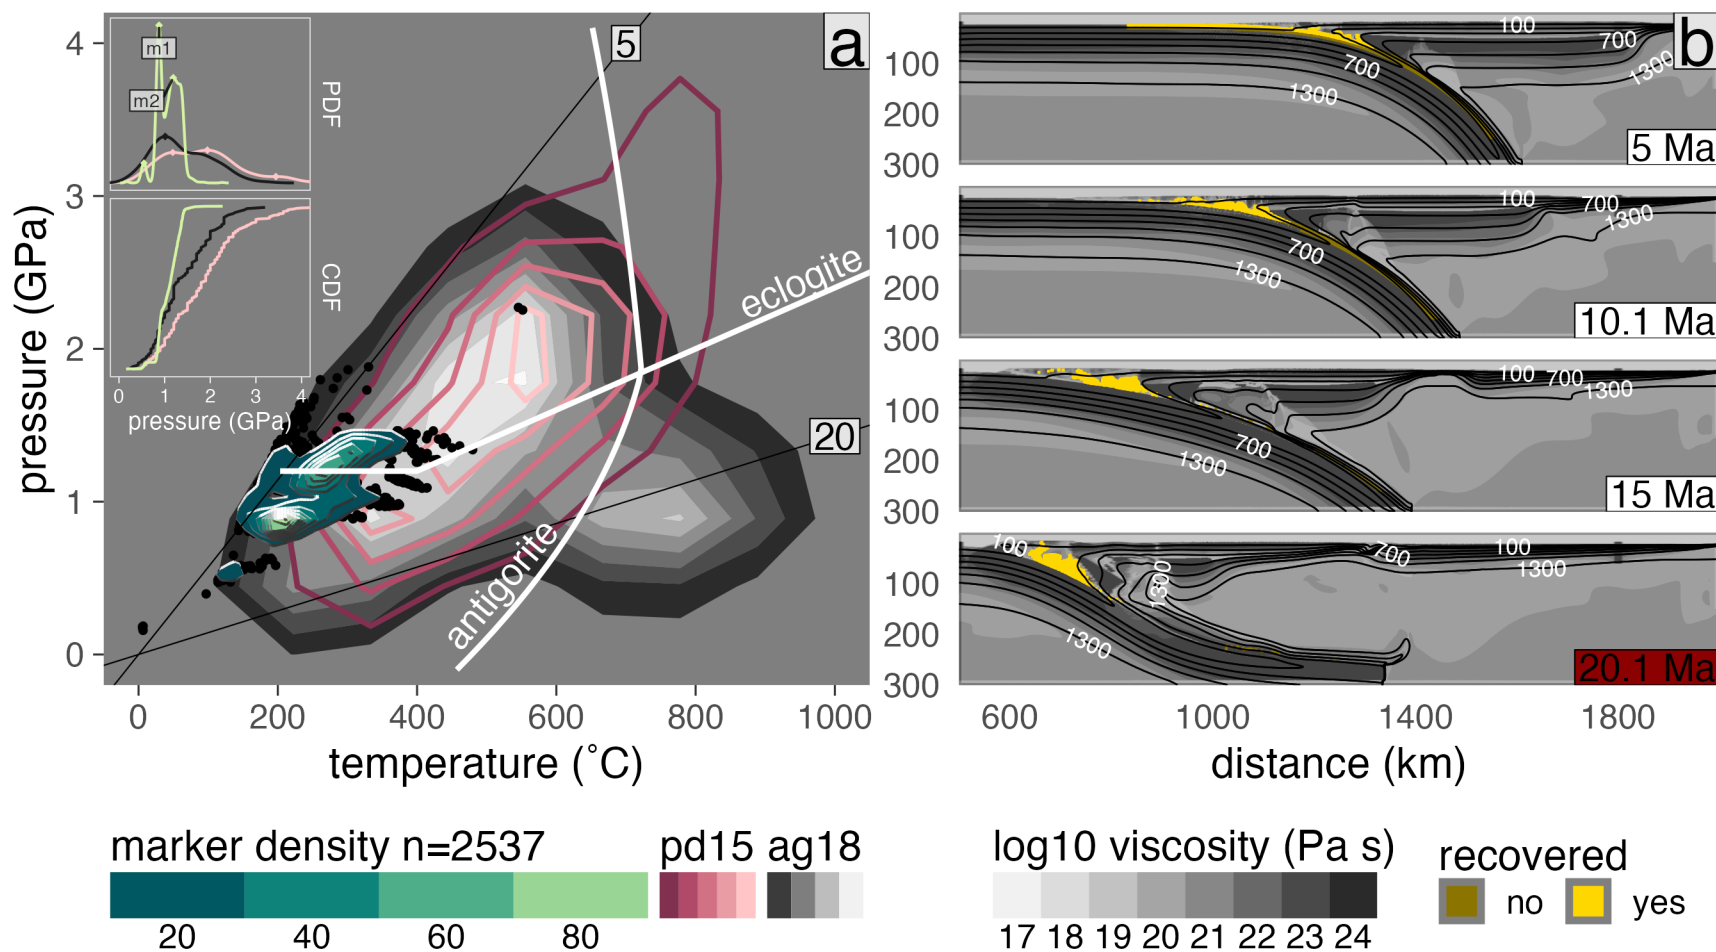 a
5
20
eclogite
antigorite
m1
m2
PDF
CDF
0 1 2 3 4
pressure (GPa)
4
3
2
1
0
pressure (GPa)
0 200 400 600 800 1000
temperature (˚C)
b
100
700
1300
700
1300
5 Ma
100
200
300
100
700
1300
700
1300
10.1 Ma
100
200
300
100
700
1300
700
1300
15 Ma
100
200
300
100
700
100
1300
1300
1300
20.1 Ma
100
200
300
600 1000 1400 1800
distance (km)
marker density n=2537
20 40 60 80
pd15 ag18
log10 viscosity (Pa s)
17 18 19 20 21 22 23 24
recovered
no yes